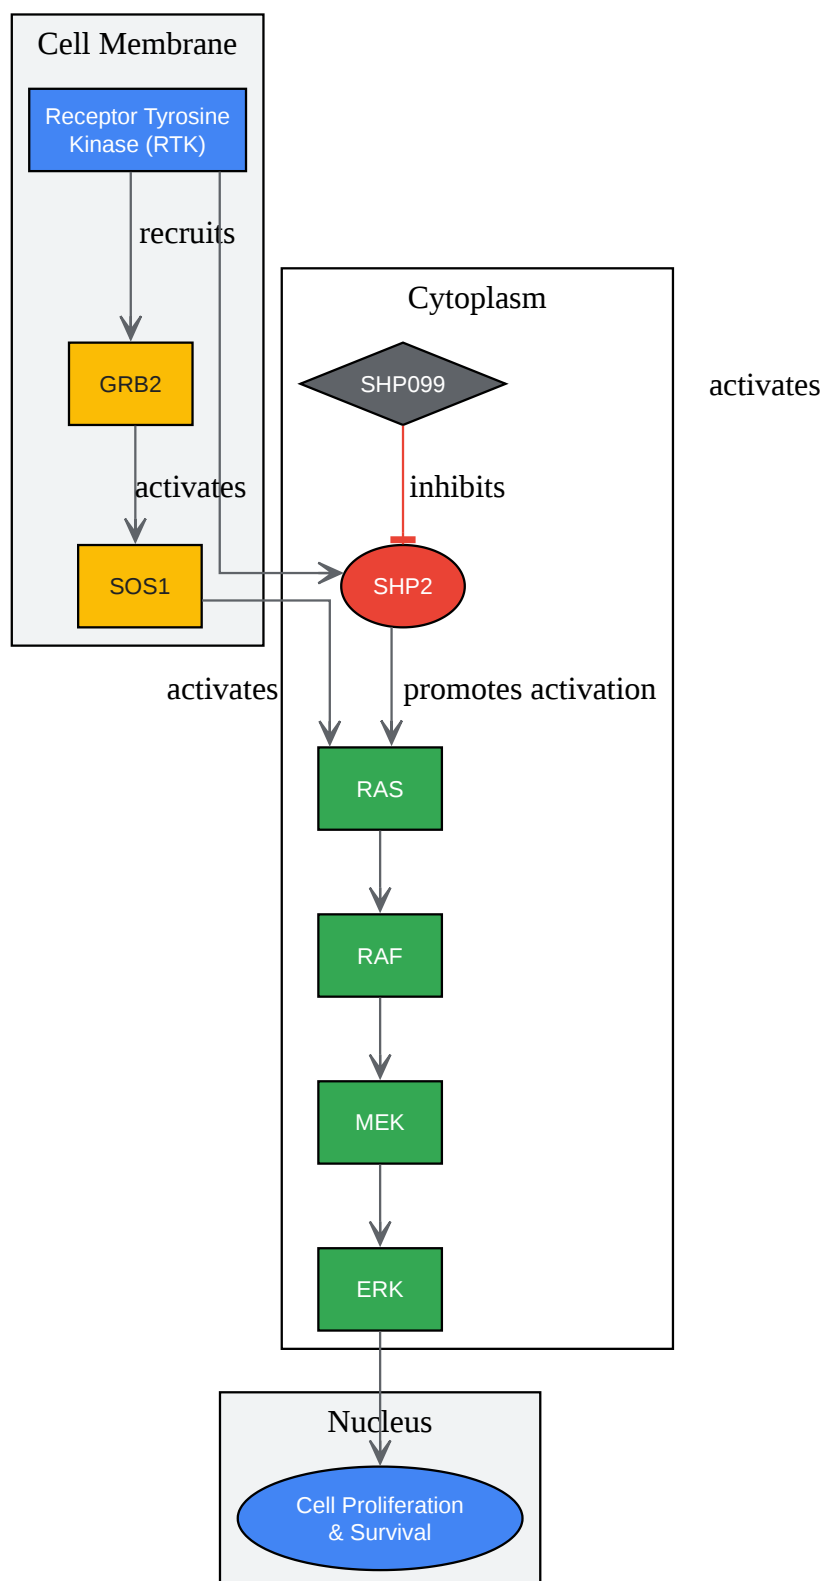 Cell Membrane
Receptor Tyrosine
Kinase (RTK)
recruits
Cytoplasm
GRB2
SHP099
activates
activates
inhibits
SOS1
SHP2
activates
promotes activation
RAS
RAF
MEK
ERK
Nucleus
Cell Proliferation
& Survival